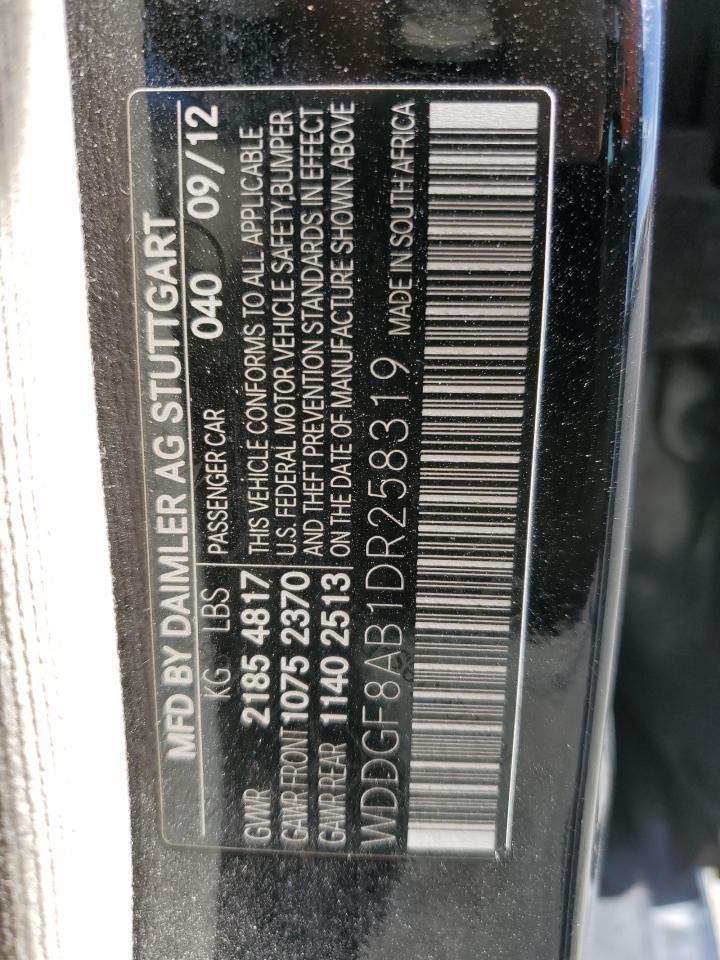 MFD BY DAIMLER AG STUTTGART
KG LBS 040 09/12
GVWR 2185 4817
GAWR FRONT 1075 2370
GAWR REAR 1140 2513
PASSENGER CAR
THIS VEHICLE CONFORMS TO ALL APPLICABLE
U.S. FEDERAL MOTOR VEHICLE SAFETY, BUMPER
AND THEFT PREVENTION STANDARDS IN EFFECT
ON THE DATE OF MANUFACTURE SHOWN ABOVE
WDDGF8AB1DR258319 MADE IN SOUTH AFRICA